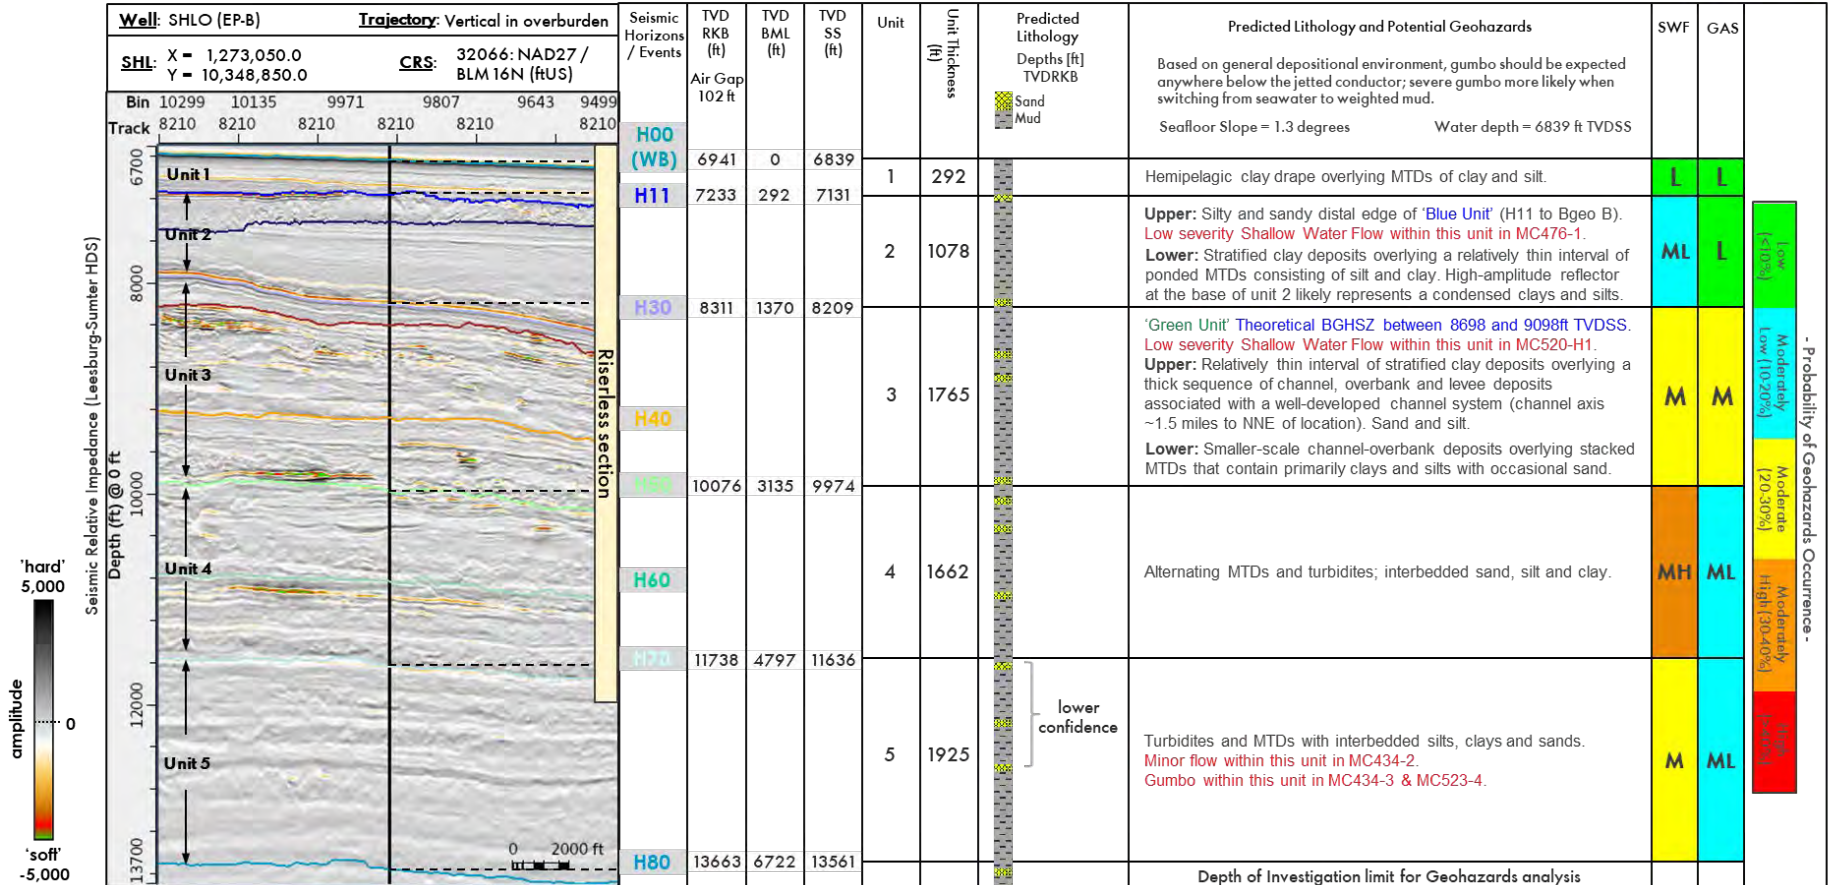 Well: SHLO (EP-B)
Trajectory: Vertical in overburden
SHL: X = 1,273,050.0
Y = 10,348,850.0
CRS: 32066: NAD27 /
BLM 16N (ftUS)
Bin 10299 10135 9971 9807 9643 9499
Track 8210 8210 8210 8210 8210 8210
Seismic Relative Impedance (Leesburg-Sumter HDS)
Depth (ft) @ 0 ft
6700
8000
10000
12000
13700
Unit 1
Unit 2
Unit 3
Unit 4
Unit 5
Riserless section
0 2000 ft
'hard'
5,000
amplitude
0
'soft'
-5,000
Seismic
Horizons
/ Events
TVD
RKB
(ft)
Air Gap
102 ft
TVD
BML
(ft)
TVD
SS
(ft)
Unit
Unit Thickness
(ft)
Predicted
Lithology
Depths [ft]
TVDRKB
Sand
Mud
Predicted Lithology and Potential Geohazards
Based on general depositional environment, gumbo should be expected
anywhere below the jetted conductor; severe gumbo more likely when
switching from seawater to weighted mud.
Seafloor Slope = 1.3 degrees Water depth = 6839 ft TVDSS
SWF GAS
H00
(WB) 6941 0 6839
H11 7233 292 7131
H30 8311 1370 8209
H40
10076 3135 9974
H60
H70 11738 4797 11636
H80 13663 6722 13561
1 292
Hemipelagic clay drape overlying MTDs of clay and silt.
L L
2 1078
Upper: Silty and sandy distal edge of 'Blue Unit' (H11 to Bgeo B).
Low severity Shallow Water Flow within this unit in MC476-1.
Lower: Stratified clay deposits overlying a relatively thin interval of
ponded MTDs consisting of silt and clay. High-amplitude reflector
at the base of unit 2 likely represents a condensed clays and silts.
ML L
3 1765
'Green Unit' Theoretical BGHSZ between 8698 and 9098ft TVDSS.
Low severity Shallow Water Flow within this unit in MC520-H1.
Upper: Relatively thin interval of stratified clay deposits overlying a
thick sequence of channel, overbank and levee deposits
associated with a well-developed channel system (channel axis
~1.5 miles to NNE of location). Sand and silt.
Lower: Smaller-scale channel-overbank deposits overlying stacked
MTDs that contain primarily clays and silts with occasional sand.
M M
4 1662
Alternating MTDs and turbidites; interbedded sand, silt and clay.
MH ML
lower
confidence
5 1925
Turbidites and MTDs with interbedded silts, clays and sands.
Minor flow within this unit in MC434-2.
Gumbo within this unit in MC434-3 & MC523-4.
M ML
Depth of Investigation limit for Geohazards analysis
Low
(<10%)
Moderately
Low (10-20%)
Moderate
(20-30%)
Moderately
High (30-40%)
High
- Probability of Geohazards Occurrence -